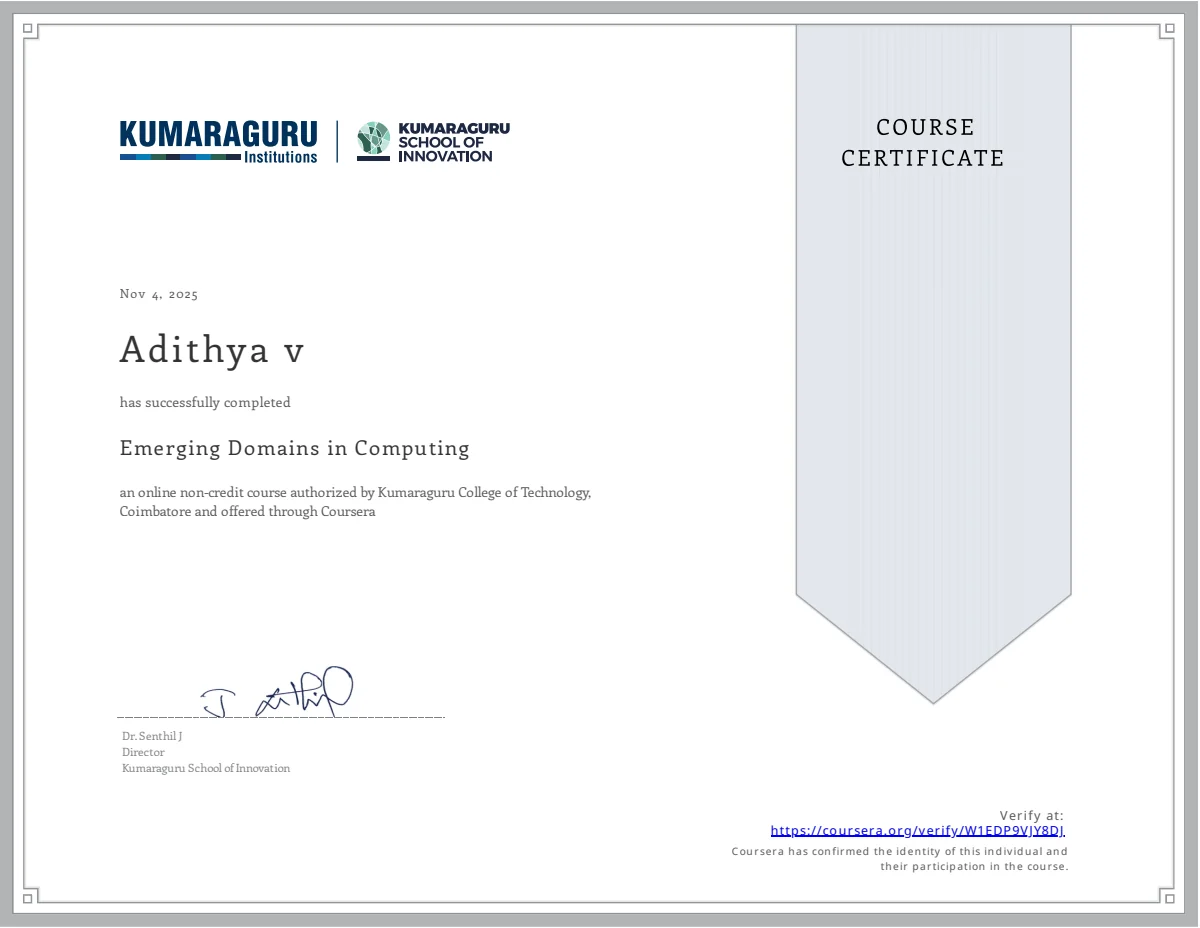 KUMARAGURU
Institutions
KUMARAGURU
SCHOOL OF
INNOVATION
COURSE
CERTIFICATE
Nov 4, 2025
Adithya v
has successfully completed
Emerging Domains in Computing
an online non-credit course authorized by Kumaraguru College of Technology,
Coimbatore and offered through Coursera
J Senthil
Dr. Senthil J
Director
Kumaraguru School of Innovation
Verify at:
https://coursera.org/verify/W1EDP9VJY8DJ
Coursera has confirmed the identity of this individual and
their participation in the course.